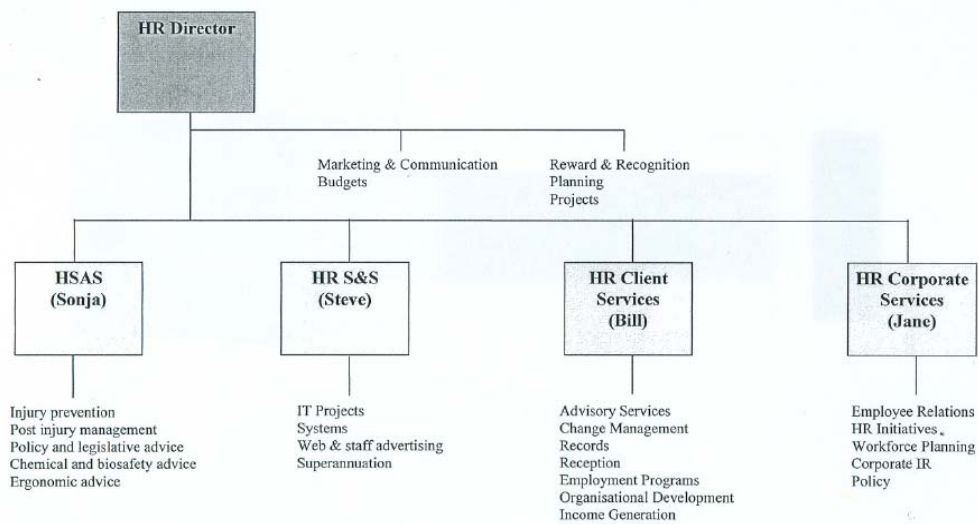 HR Director
Marketing & Communication
Budgets
Reward & Recognition
Planning
Projects
HSAS
(Sonja)
HR S&S
(Steve)
HR Client
Services
(Bill)
HR Corporate
Services
(Jane)
Injury prevention
Post injury management
Policy and legislative advice
Chemical and biosafety advice
Ergonomic advice
IT Projects
Systems
Web & staff advertising
Superannuation
Advisory Services
Change Management
Records
Reception
Employment Programs
Organisational Development
Income Generation
Employee Relations
HR Initiatives
Workforce Planning
Corporate IR
Policy